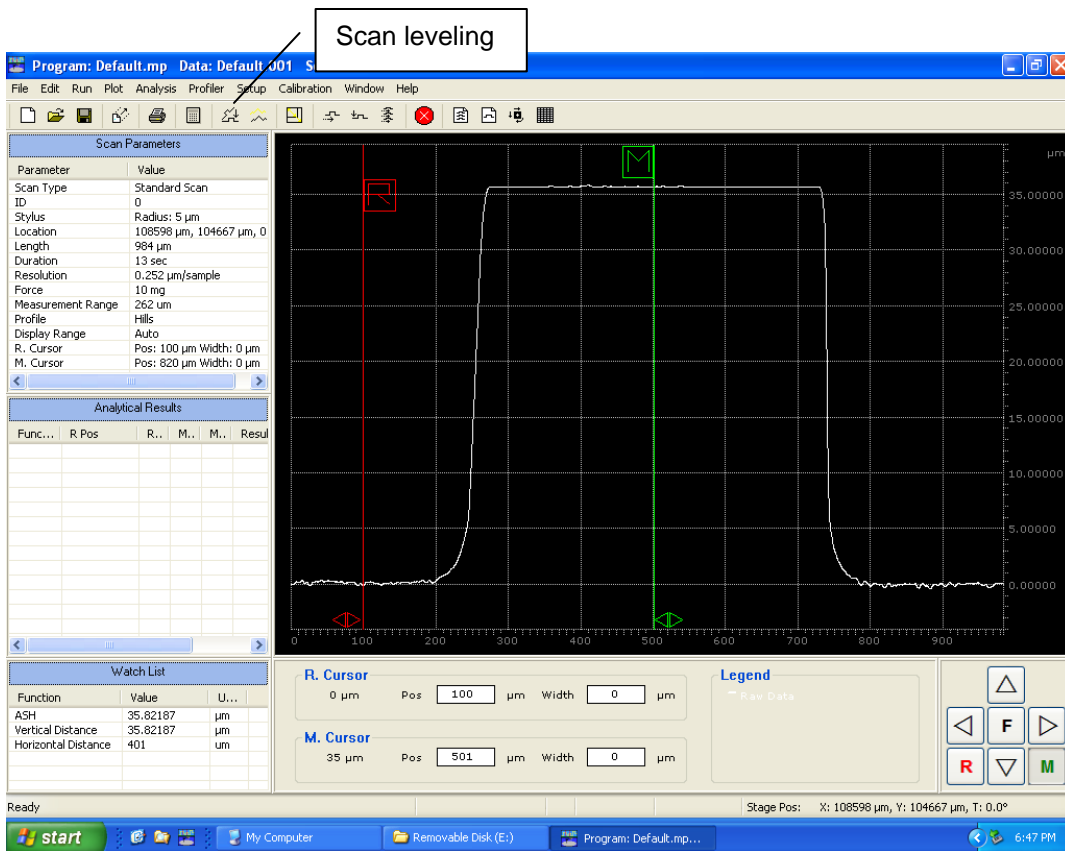 Scan leveling
Program: Default.mp Data: Default 001 S
File Edit Run Plot Analysis Profiler Setup Calibration Window Help
Scan Parameters
Parameter Value
Scan Type Standard Scan
ID 0
Stylus Radius: 5 µm
Location 108598 µm, 104667 µm, 0
Length 984 µm
Duration 13 sec
Resolution 0.252 µm/sample
Force 10 mg
Measurement Range 262 um
Profile Hills
Display Range Auto
R. Cursor Pos: 100 µm Width: 0 µm
M. Cursor Pos: 820 µm Width: 0 µm
Analytical Results
Func... R Pos R.. M.. M.. Resul
Watch List
Function Value U...
ASH 35.82187 µm
Vertical Distance 35.82187 µm
Horizontal Distance 401 um
R
M
µm
35.00000
30.00000
25.00000
20.00000
15.00000
10.00000
5.00000
0.00000
0 100 200 300 400 500 600 700 800 900
R. Cursor
0 µm Pos 100 µm Width 0 µm
M. Cursor
35 µm Pos 501 µm Width 0 µm
Legend
Raw Data
F
R M
Ready
Stage Pos: X: 108598 µm, Y: 104667 µm, T: 0.0°
start My Computer Removable Disk (E:) Program: Default.mp... 6:47 PM